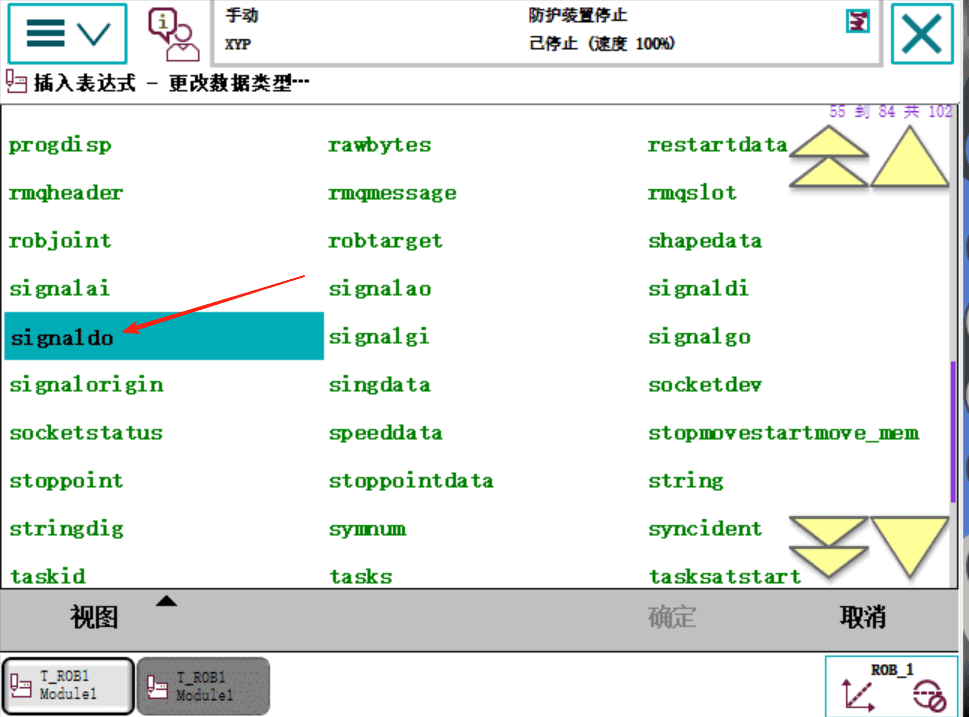 手动
XYP
防护装置停止
己停止 (速度 100%)
插入表达式 - 更改数据类型…
55 到 84 共 102
progdisp rawbytes restartdata
rmqheader rmqmessage rmqslot
robjoint robtarget shapedata
signalai signalao signaldi
signaldo signalgi signalgo
signalorigin singdata socketdev
socketstatus speeddata stopmovestartmove_mem
stoppoint stoppointdata string
stringdig symnum syncident
taskid tasks tasksatstart
视图 确定 取消
T_ROB1
Module1
T_ROB1
Module1
ROB_1